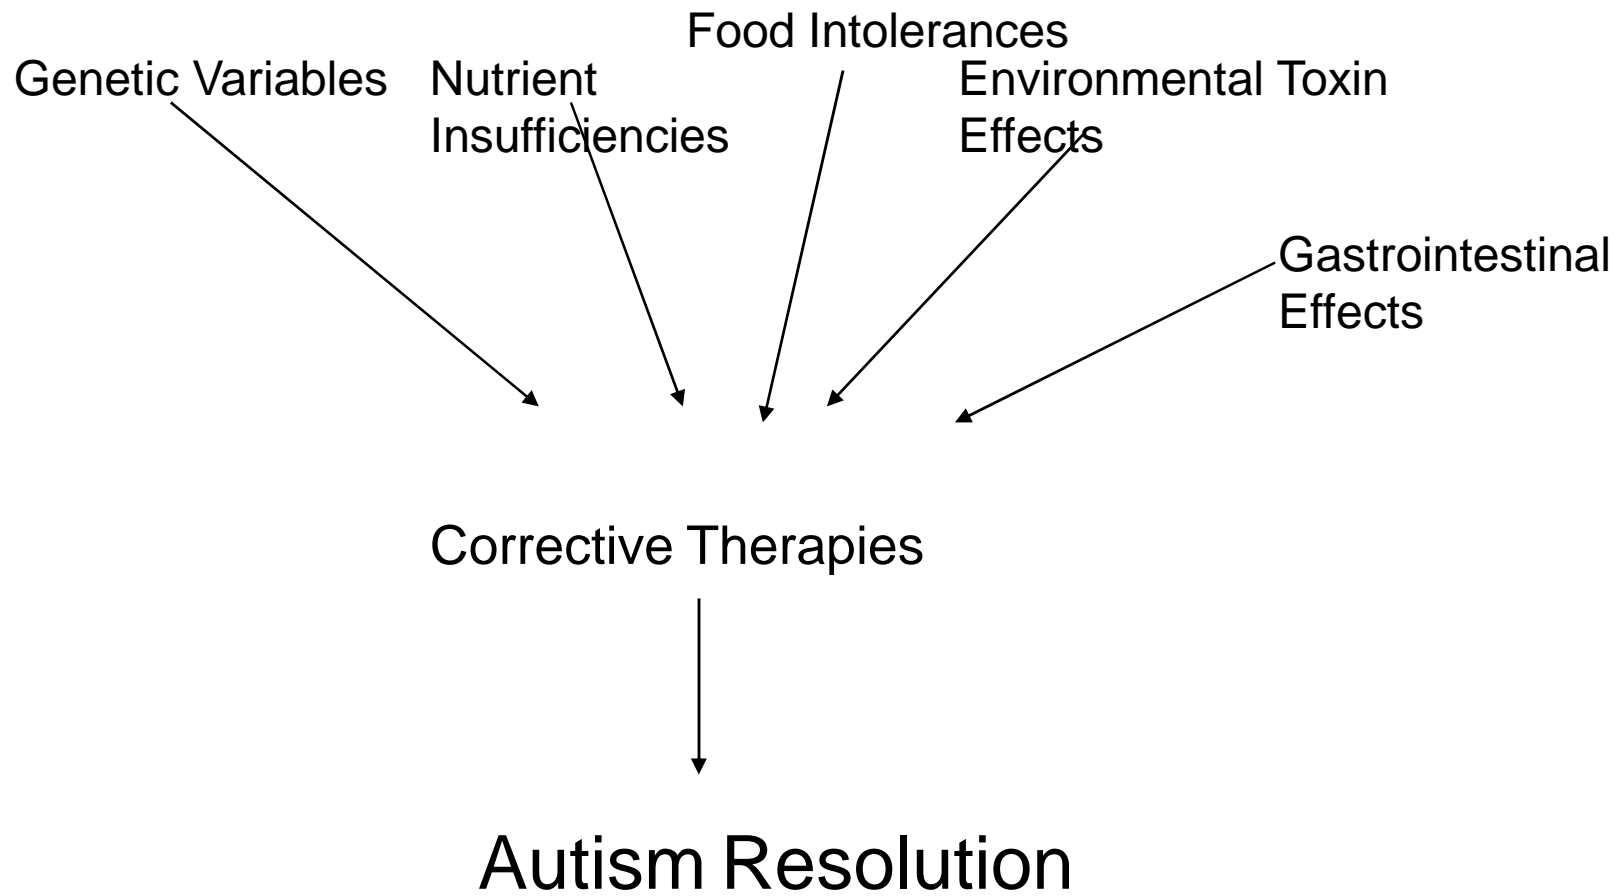 Food Intolerances
Genetic Variables
Nutrient
Insufficiencies
Environmental Toxin
Effects
Gastrointestinal
Effects
Corrective Therapies
Autism Resolution